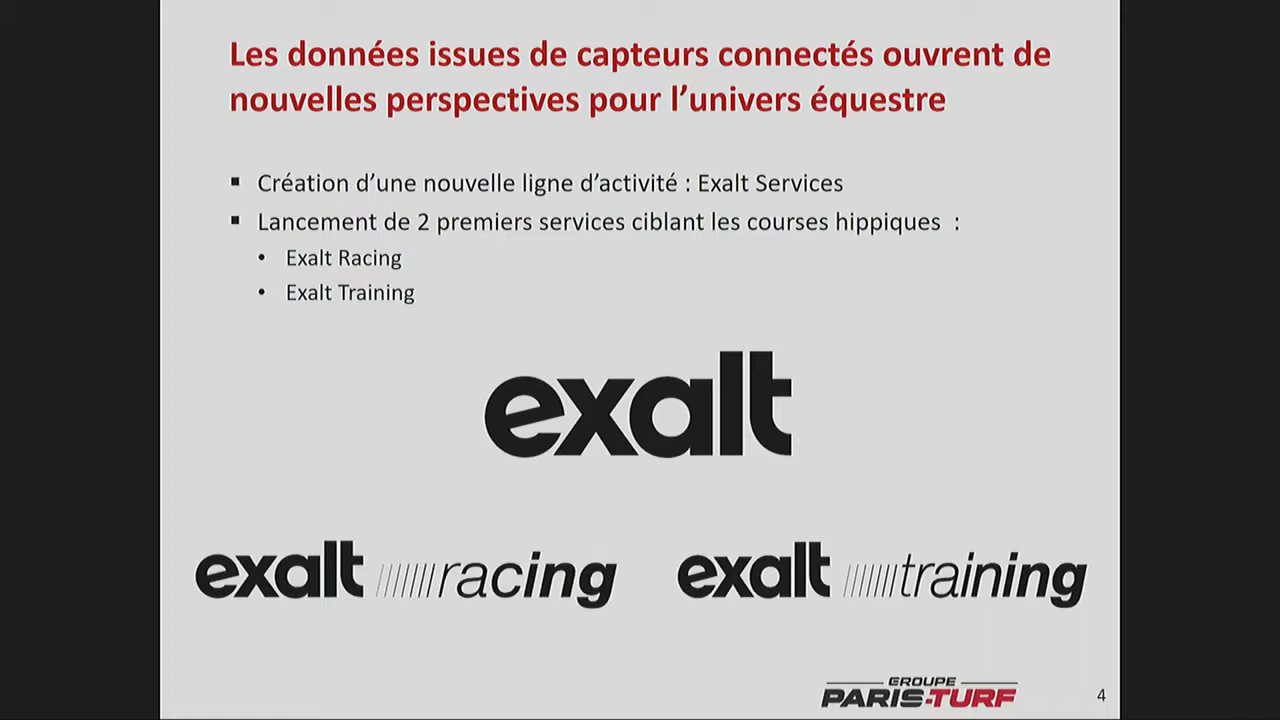 Les données issues de capteurs connectés ouvrent de
nouvelles perspectives pour l’univers équestre
▪ Création d’une nouvelle ligne d’activité : Exalt Services
▪ Lancement de 2 premiers services ciblant les courses hippiques :
• Exalt Racing
• Exalt Training
exalt
exalt racing
exalt training
GROUPE
PARIS-TURF
4